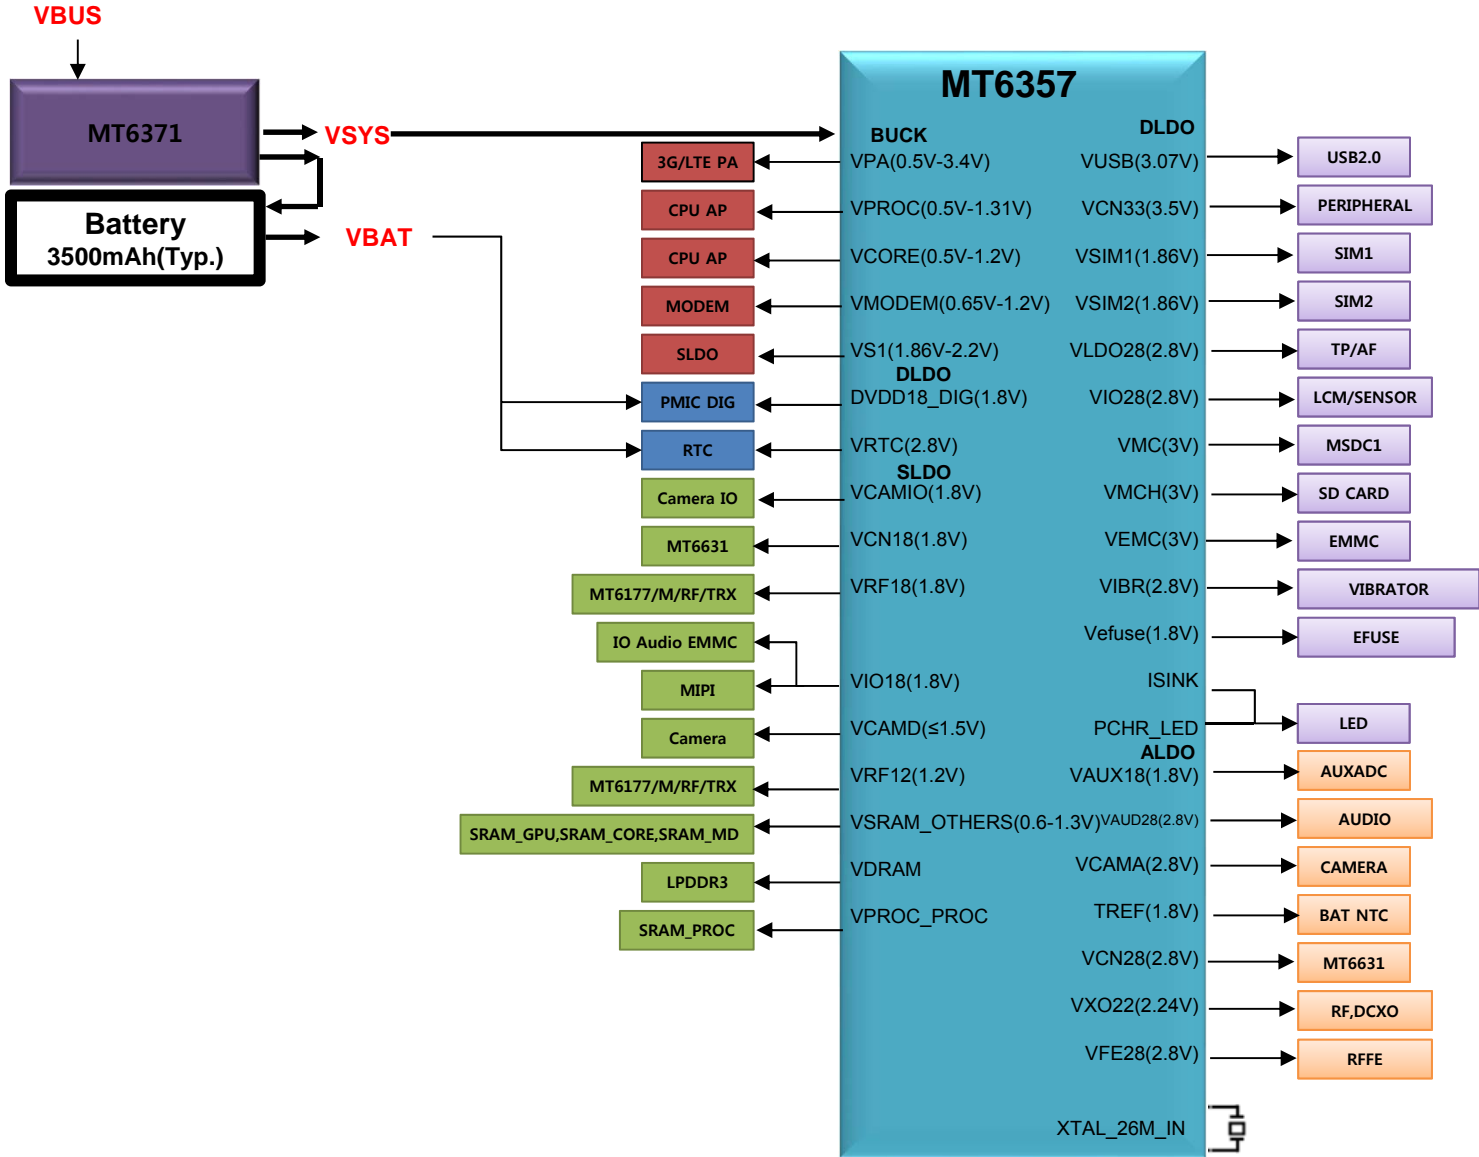 VBUS
MT6371
VSYS
Battery
3500mAh(Typ.)
VBAT
3G/LTE PA
CPU AP
CPU AP
MODEM
SLDO
PMIC DIG
RTC
Camera IO
MT6631
MT6177/M/RF/TRX
IO Audio EMMC
MIPI
Camera
MT6177/M/RF/TRX
SRAM_GPU,SRAM_CORE,SRAM_MD
LPDDR3
SRAM_PROC
MT6357
BUCK
VPA(0.5V-3.4V)
VPROC(0.5V-1.31V)
VCORE(0.5V-1.2V)
VMODEM(0.65V-1.2V)
VS1(1.86V-2.2V)
DLDO
DVDD18_DIG(1.8V)
VRTC(2.8V)
SLDO
VCAMIO(1.8V)
VCN18(1.8V)
VRF18(1.8V)
VIO18(1.8V)
VCAMD(≤1.5V)
VRF12(1.2V)
VSRAM_OTHERS(0.6-1.3V)
VDRAM
VPROC_PROC
DLDO
VUSB(3.07V)
VCN33(3.5V)
VSIM1(1.86V)
VSIM2(1.86V)
VLDO28(2.8V)
VIO28(2.8V)
VMC(3V)
VMCH(3V)
VEMC(3V)
VIBR(2.8V)
Vefuse(1.8V)
ISINK
PCHR_LED
ALDO
VAUX18(1.8V)
VAUD28(2.8V)
VCAMA(2.8V)
TREF(1.8V)
VCN28(2.8V)
VXO22(2.24V)
VFE28(2.8V)
XTAL_26M_IN
USB2.0
PERIPHERAL
SIM1
SIM2
TP/AF
LCM/SENSOR
MSDC1
SD CARD
EMMC
VIBRATOR
EFUSE
LED
AUXADC
AUDIO
CAMERA
BAT NTC
MT6631
RF,DCXO
RFFE